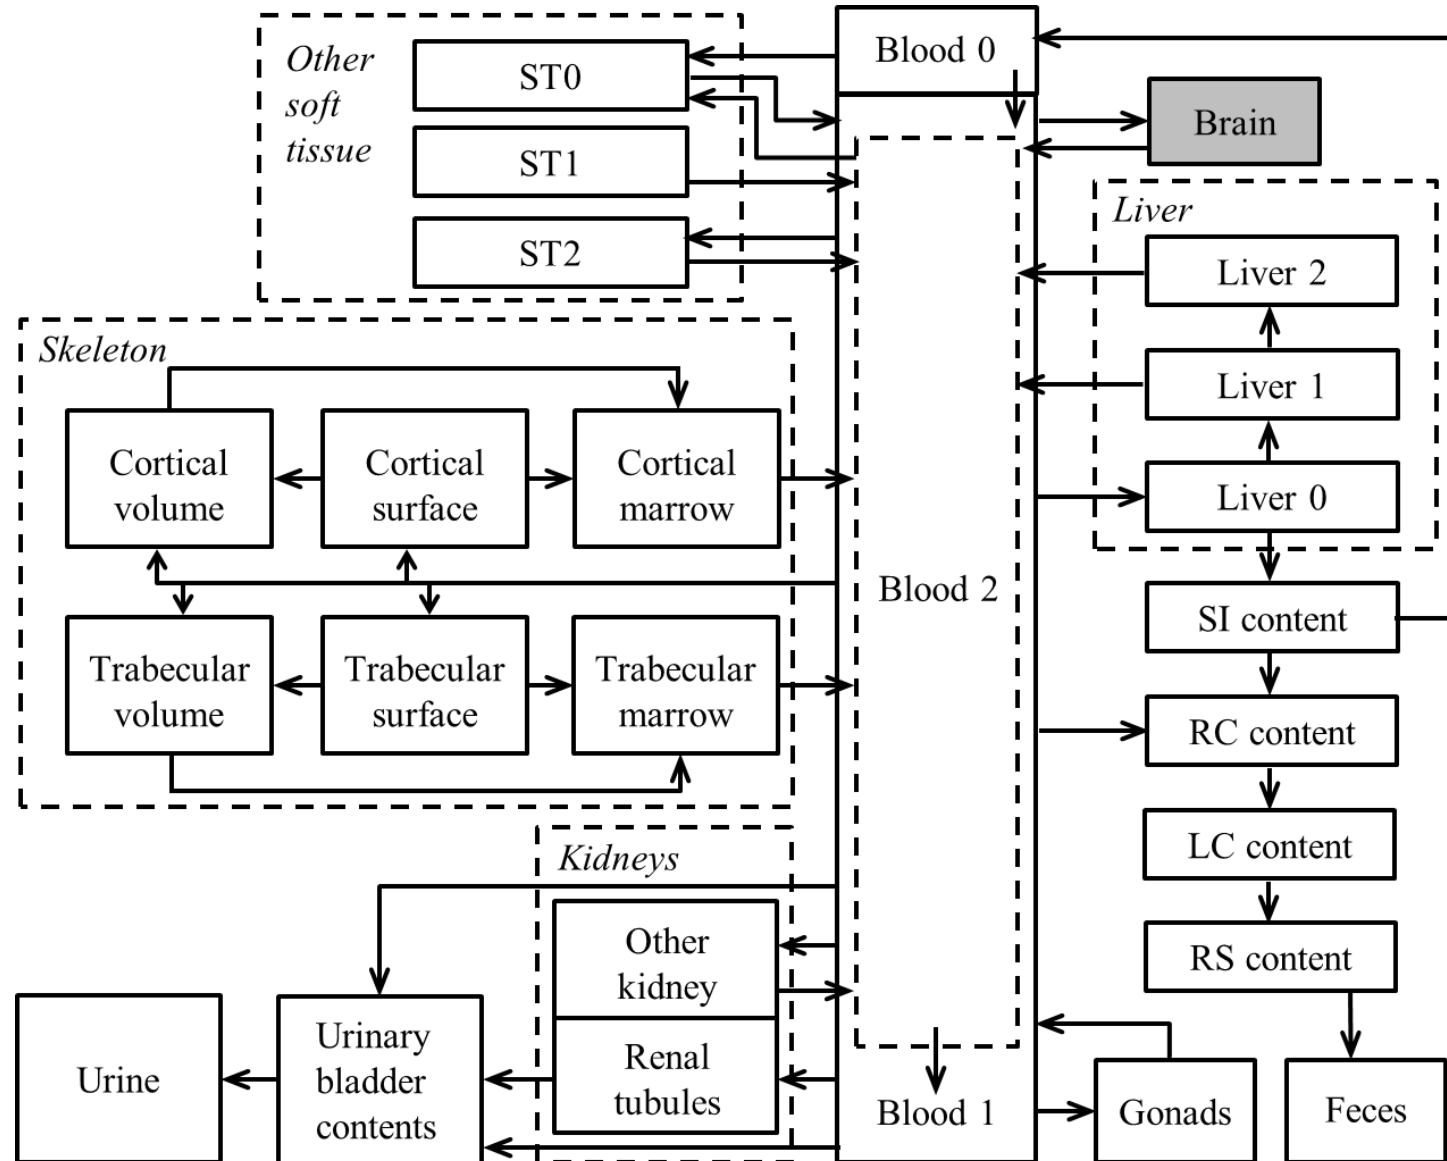 Other
soft
tissue
ST0
ST1
ST2
Blood 0
Brain
Liver
Liver 2
Liver 1
Liver 0
Skeleton
Cortical
volume
Cortical
surface
Cortical
marrow
Trabecular
volume
Trabecular
surface
Trabecular
marrow
Blood 2
SI content
RC content
LC content
RS content
Kidneys
Other
kidney
Renal
tubules
Urinary
bladder
contents
Urine
Blood 1
Gonads
Feces